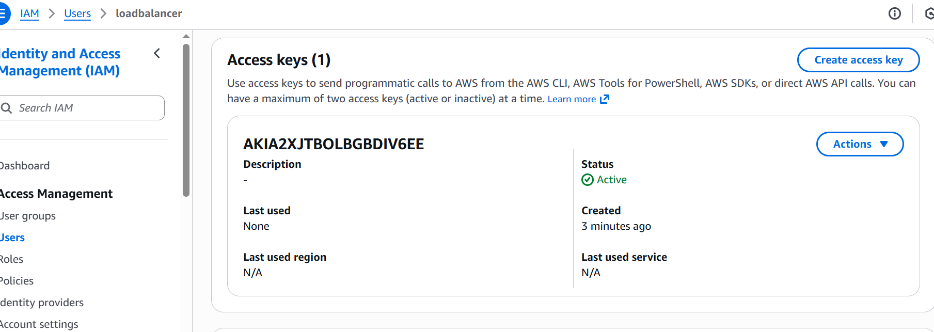 IAM > Users > loadbalancer
Identity and Access
Management (IAM)
Search IAM
Dashboard
Access Management
User groups
Users
Roles
Policies
Identity providers
Account settings
Access keys (1)
Create access key
Use access keys to send programmatic calls to AWS from the AWS CLI, AWS Tools for PowerShell, AWS SDKs, or direct AWS API calls. You can
have a maximum of two access keys (active or inactive) at a time. Learn more
AKIA2XJTBOLBGBDIV6EE
Actions
Description
-
Status
Active
Last used
None
Created
3 minutes ago
Last used region
N/A
Last used service
N/A